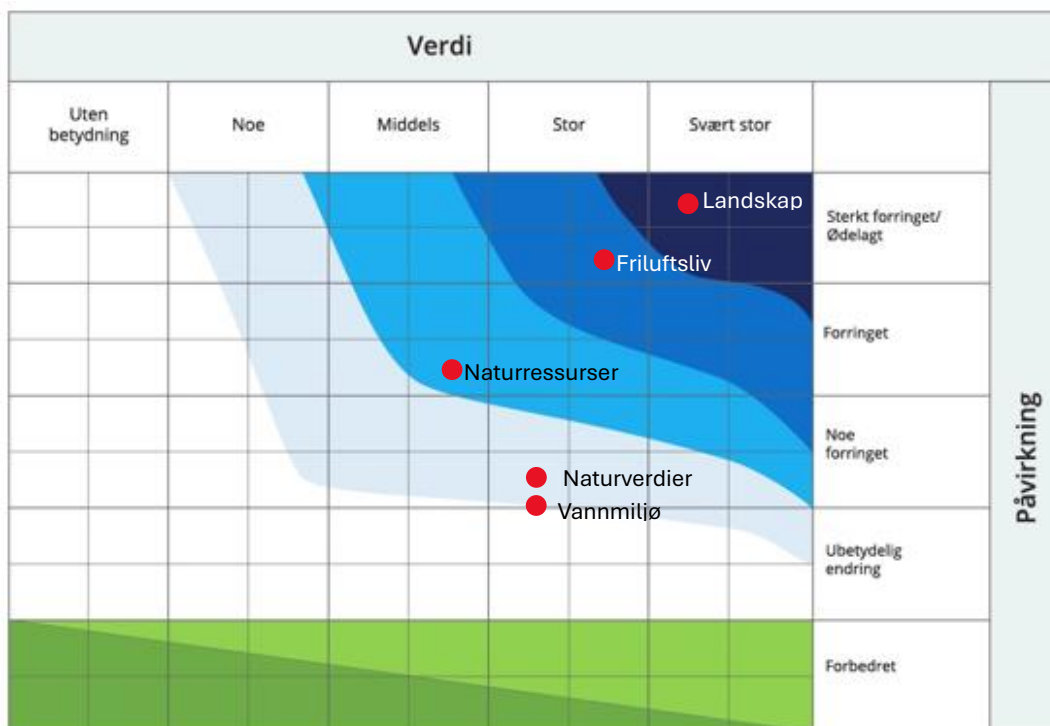 Verdi
Uten
betydning
Noe
Middels
Stor
Svært stor
Landskap
Sterkt forringet/
Ødelagt
Friluftsliv
Forringet
Naturressurser
Noe
forringet
Naturverdier
Vannmiljø
Ubetydelig
endring
Forbedret
Påvirkning